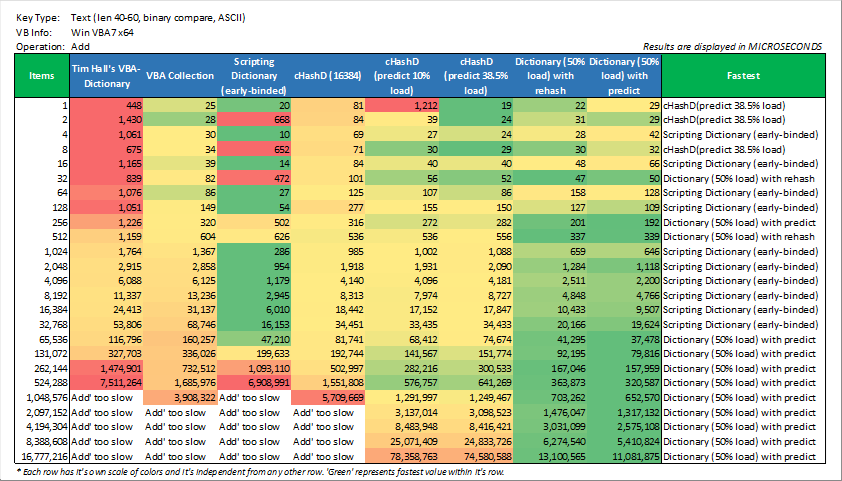 Key Type: Text (len 40-60, binary compare, ASCII)
VB Info: Win VBA7 x64
Operation: Add Results are displayed in MICROSECONDS
Items Tim Hall's VBA-Dictionary VBA Collection Scripting Dictionary (early-binded) cHashD (16384) cHashD (predict 10% load) cHashD (predict 38.5% load) Dictionary (50% load) with rehash Dictionary (50% load) with predict Fastest
1 448 25 20 81 1,212 19 22 29 cHashD(predict 38.5% load)
2 1,430 28 668 84 39 24 31 29 cHashD(predict 38.5% load)
4 1,061 30 10 69 27 24 28 42 Scripting Dictionary (early-binded)
8 675 34 652 71 30 29 30 32 cHashD(predict 38.5% load)
16 1,165 39 14 84 40 40 48 66 Scripting Dictionary (early-binded)
32 839 82 472 101 56 52 47 50 Dictionary (50% load) with rehash
64 1,076 86 27 125 107 86 158 128 Scripting Dictionary (early-binded)
128 1,051 149 54 277 155 150 127 109 Scripting Dictionary (early-binded)
256 1,226 320 502 316 272 282 201 192 Dictionary (50% load) with predict
512 1,159 604 626 536 536 556 337 339 Dictionary (50% load) with rehash
1,024 1,764 1,367 286 985 1,002 1,088 659 646 Scripting Dictionary (early-binded)
2,048 2,915 2,858 954 1,918 1,931 2,090 1,284 1,118 Scripting Dictionary (early-binded)
4,096 6,088 6,125 1,179 4,140 4,096 4,181 2,511 2,200 Scripting Dictionary (early-binded)
8,192 11,337 13,236 2,945 8,313 7,974 8,727 4,848 4,766 Scripting Dictionary (early-binded)
16,384 24,413 31,137 6,010 18,442 17,152 17,847 10,433 9,507 Scripting Dictionary (early-binded)
32,768 53,806 68,746 16,153 34,451 33,435 34,433 20,166 19,624 Scripting Dictionary (early-binded)
65,536 116,796 160,257 47,210 81,741 68,412 74,674 41,295 37,478 Dictionary (50% load) with predict
131,072 327,703 336,026 199,633 192,744 141,567 151,774 92,195 79,816 Dictionary (50% load) with predict
262,144 1,474,901 732,512 1,093,110 502,997 282,216 300,533 167,046 157,959 Dictionary (50% load) with predict
524,288 7,511,264 1,685,976 6,908,991 1,551,808 576,757 641,269 363,873 320,587 Dictionary (50% load) with predict
1,048,576 Add' too slow 3,908,322 Add' too slow 5,709,669 1,291,997 1,249,467 703,262 652,570 Dictionary (50% load) with predict
2,097,152 Add' too slow Add' too slow Add' too slow Add' too slow 3,137,014 3,098,523 1,476,047 1,317,132 Dictionary (50% load) with predict
4,194,304 Add' too slow Add' too slow Add' too slow Add' too slow 8,483,948 8,416,421 3,031,099 2,575,108 Dictionary (50% load) with predict
8,388,608 Add' too slow Add' too slow Add' too slow Add' too slow 25,071,409 24,833,726 6,274,540 5,410,824 Dictionary (50% load) with predict
16,777,216 Add' too slow Add' too slow Add' too slow Add' too slow 78,358,763 74,580,588 13,100,565 11,081,875 Dictionary (50% load) with predict
* Each row has it's own scale of colors and it's independent from any other row. 'Green' represents fastest value within it's row.